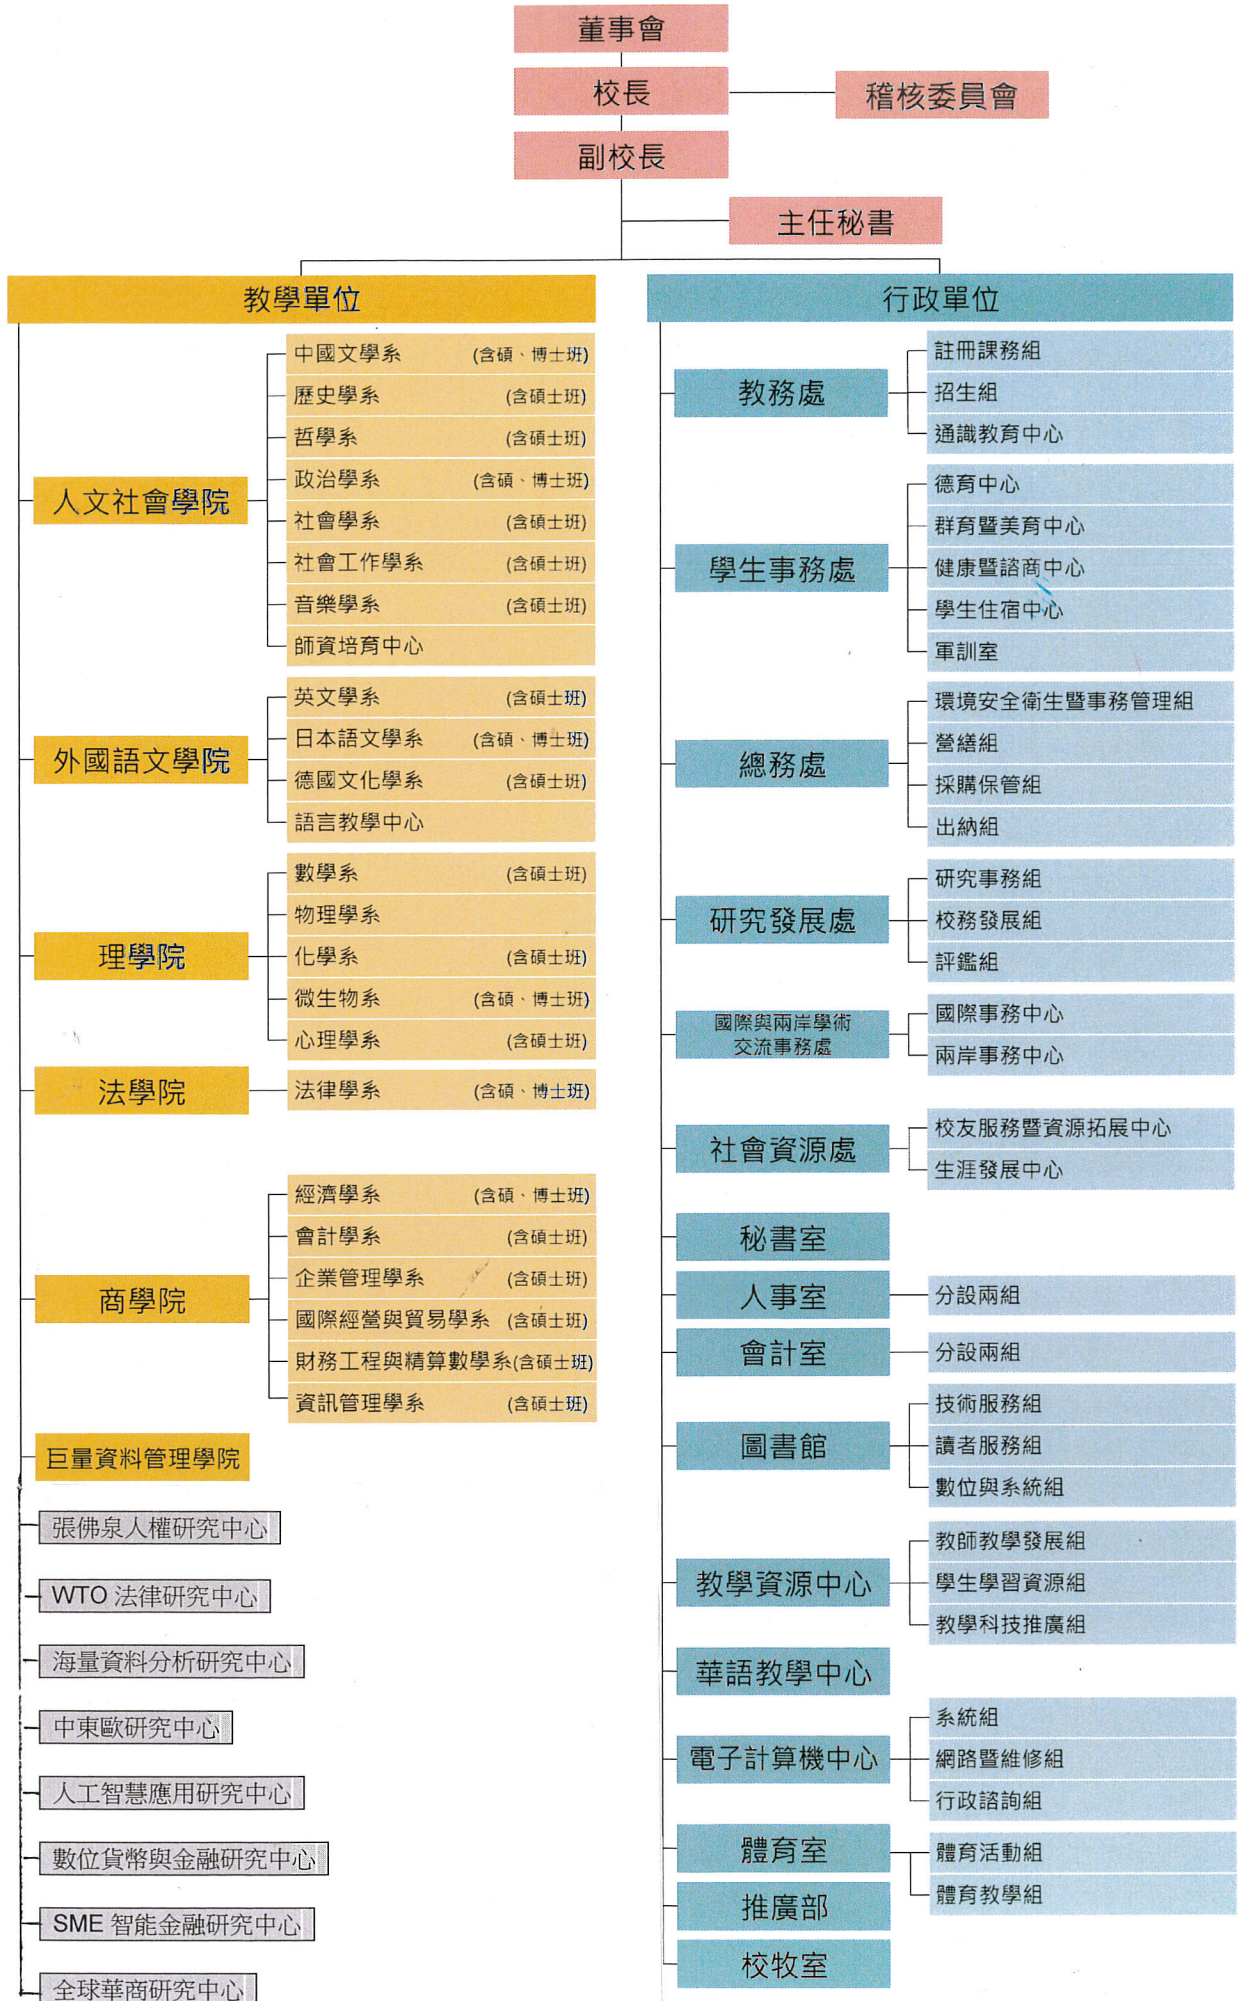 董事會
校長
稽核委員會
副校長
主任秘書
教學單位
人文社會學院
中國文學系 (含碩、博士班)
歷史學系 (含碩士班)
哲學系 (含碩士班)
政治學系 (含碩、博士班)
社會學系 (含碩士班)
社會工作學系 (含碩士班)
音樂學系 (含碩士班)
師資培育中心
外國語文學院
英文學系 (含碩士班)
日本語文學系 (含碩、博士班)
德國文化學系 (含碩士班)
語言教學中心
理學院
數學系 (含碩士班)
物理學系
化學系 (含碩士班)
微生物系 (含碩、博士班)
心理學系 (含碩士班)
法學院
法律學系 (含碩、博士班)
商學院
經濟學系 (含碩、博士班)
會計學系 (含碩士班)
企業管理學系 (含碩士班)
國際經營與貿易學系 (含碩士班)
財務工程與精算數學系(含碩士班)
資訊管理學系 (含碩士班)
巨量資料管理學院
張佛泉人權研究中心
WTO 法律研究中心
海量資料分析研究中心
中東歐研究中心
人工智慧應用研究中心
數位貨幣與金融研究中心
SME 智能金融研究中心
全球華商研究中心
行政單位
教務處
註冊課務組
招生組
通識教育中心
學生事務處
德育中心
群育暨美育中心
健康暨諮商中心
學生住宿中心
軍訓室
總務處
環境安全衛生暨事務管理組
營繕組
採購保管組
出納組
研究發展處
研究事務組
校務發展組
評鑑組
國際與兩岸學術
交流事務處
國際事務中心
兩岸事務中心
社會資源處
校友服務暨資源拓展中心
生涯發展中心
秘書室
人事室
分設兩組
會計室
分設兩組
圖書館
技術服務組
讀者服務組
數位與系統組
教學資源中心
教師教學發展組
學生學習資源組
教學科技推廣組
華語教學中心
電子計算機中心
系統組
網路暨維修組
行政諮詢組
體育室
體育活動組
體育教學組
推廣部
校牧室